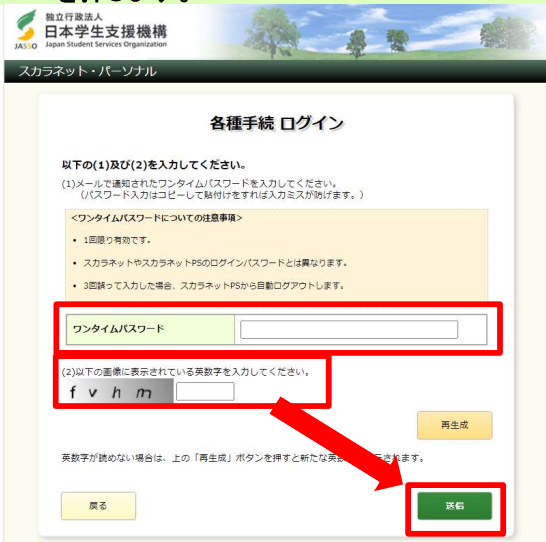 を押します。
独立行政法人
日本学生支援機構
JASSO Japan Student Services Organization
スカラネット・パーソナル
各種手続 ログイン
以下の(1)及び(2)を入力してください。
(1)メールで通知されたワンタイムパスワードを入力してください。
(パスワード入力はコピーして貼付けをすれば入力ミスが防げます。)
<ワンタイムパスワードについての注意事項>
• 1回限り有効です。
• スカラネットやスカラネットPSのログインパスワードとは異なります。
• 3回誤って入力した場合、スカラネットPSから自動ログアウトします。
ワンタイムパスワード
(2)以下の画像に表示されている英数字を入力してください。
f v h m
再生成
英数字が読めない場合は、上の「再生成」ボタンを押すと新たな英数 示されます。
戻る
送信